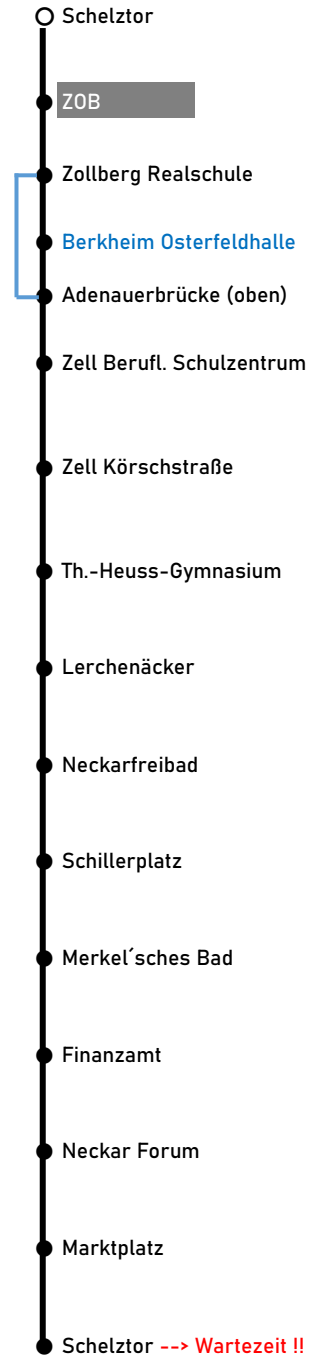 Schelztor
ZOB
Zollberg Realschule
Berkheim Osterfeldhalle
Adenauerbrücke (oben)
Zell Berufl. Schulzentrum
Zell Körschstraße
Th.-Heuss-Gymnasium
Lerchenäcker
Neckarfreibad
Schillerplatz
Merkel´sches Bad
Finanzamt
Neckar Forum
Marktplatz
Schelztor --> Wartezeit !!